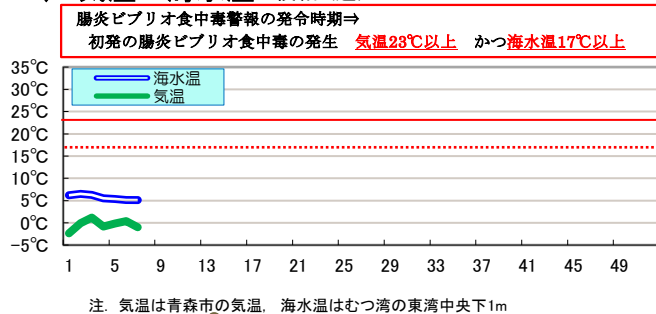 腸炎ビブリオ食中毒警報の発令時期⇒
初発の腸炎ビブリオ食中毒の発生 気温23℃以上 かつ海水温17℃以上
35℃
30℃
25℃
20℃
15℃
10℃
5℃
0℃
-5℃
海水温
気温
1 5 9 13 17 21 25 29 33 37 41 45 49
注. 気温は青森市の気温, 海水温はむつ湾の東湾中央下1m